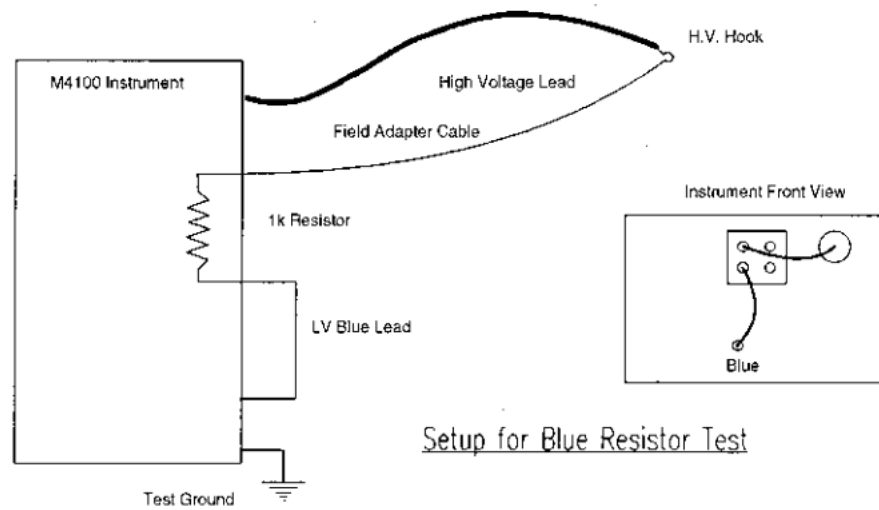 H.V. Hook
M4100 Instrument
High Voltage Lead
Field Adapter Cable
Instrument Front View
1k Resistor
LV Blue Lead
Blue
Setup for Blue Resistor Test
Test Ground